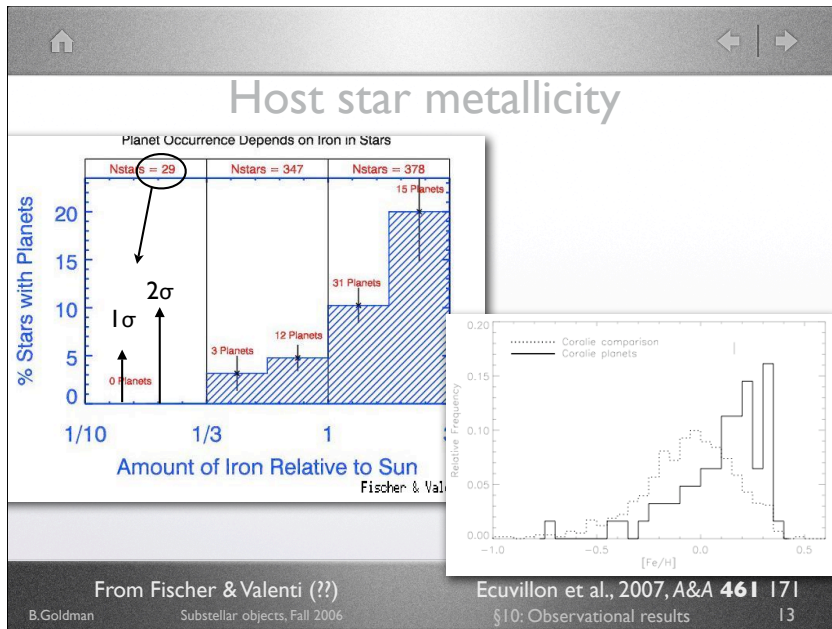 Host star metallicity
Planet Occurrence Depends on Iron in Stars
Nstars = 29
Nstars = 347
Nstars = 378
% Stars with Planets
20
15
10
5
0
1σ
2σ
0 Planets
3 Planets
12 Planets
31 Planets
15 Planets
1/10
1/3
1
Amount of Iron Relative to Sun
Fischer &
Coralie comparison
Coralie planets
Relative Frequency
0.20
0.15
0.10
0.05
0.00
-1.0
-0.5
0.0
0.5
[Fe/H]
From Fischer & Valenti (??)
Ecuvillon et al., 2007, A&A 461 171
B.Goldman
Substellar objects, Fall 2006
§10: Observational results
13